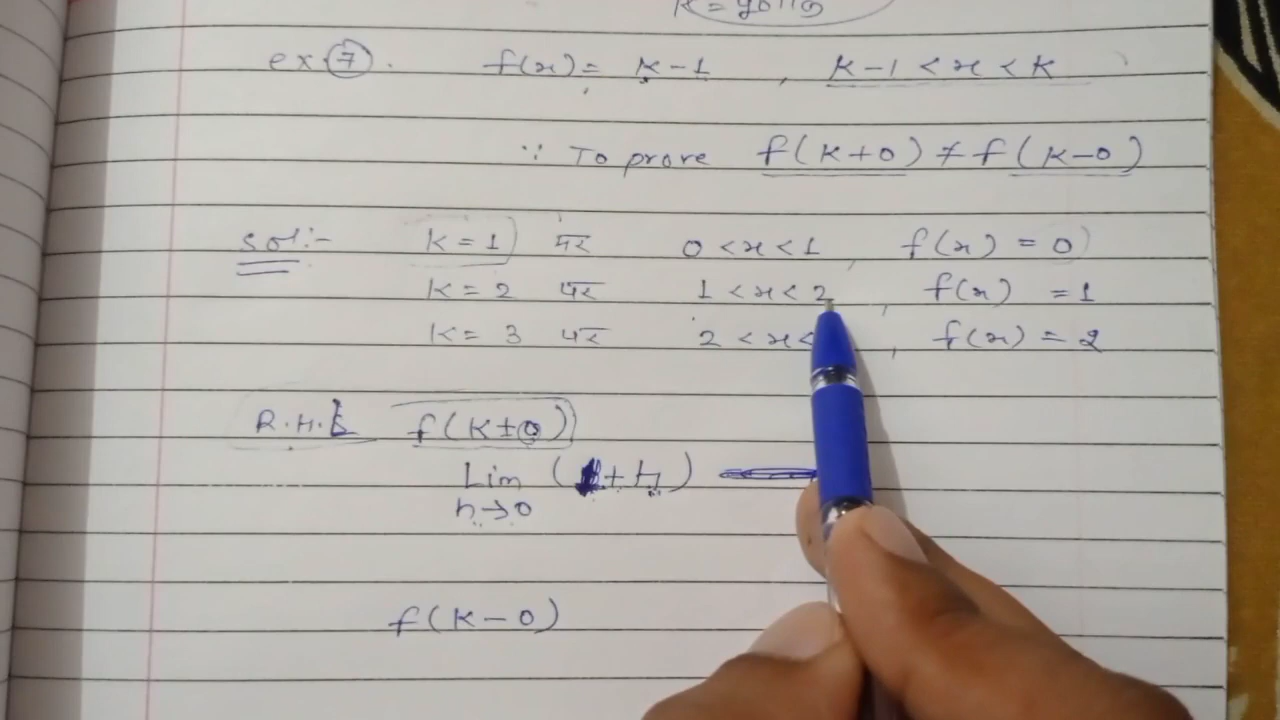 K = पूर्णांक
ex. 7. f(x) = K-1 , K-1 < x < K
∵ To prove f(K+0) ≠ f(K-0)
Sol:- K = 1 पर 0 < x < 1 , f(x) = 0
K = 2 पर 1 < x < 2 , f(x) = 1
K = 3 पर 2 < x < , f(x) = 2
R.H.L f(K+0)
Lim ( + h)
h→0
f(K-0)